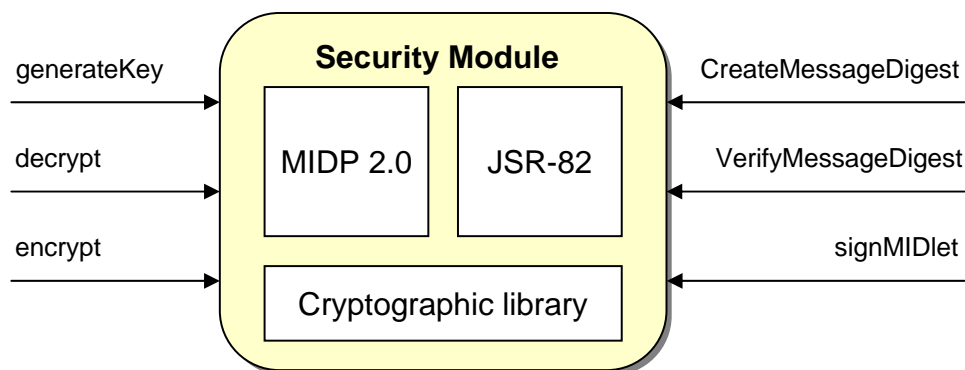 Security Module
generateKey
CreateMessageDigest
MIDP 2.0
JSR-82
decrypt
VerifyMessageDigest
encrypt
signMIDlet
Cryptographic library